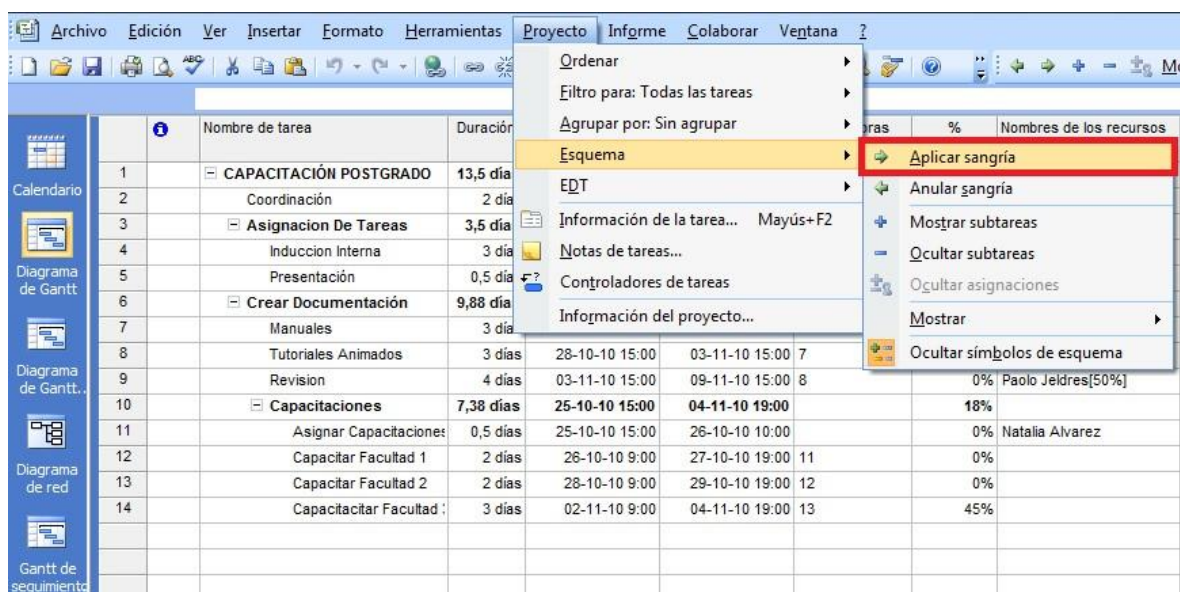 Archivo Edición Ver Insertar Formato Herramientas Proyecto Informe Colaborar Ventana ?
Ordenar
Filtro para: Todas las tareas
Agrupar por: Sin agrupar
Esquema
EDT
Información de la tarea... Mayús+F2
Notas de tareas...
Controladores de tareas
Información del proyecto...
Aplicar sangría
Anular sangría
Mostrar subtareas
Ocultar subtareas
Ocultar asignaciones
Mostrar
Ocultar símbolos de esquema
Calendario
Diagrama
de Gantt
Diagrama
de Gantt..
Diagrama
de red
Gantt de
seguimiento
Nombre de tarea Duración % Nombres de los recursos
1 CAPACITACIÓN POSTGRADO 13,5 día
2 Coordinación 2 día
3 Asignacion De Tareas 3,5 día
4 Induccion Interna 3 día
5 Presentación 0,5 día
6 Crear Documentación 9,88 día
7 Manuales 3 día
8 Tutoriales Animados 3 días 28-10-10 15:00 03-11-10 15:00 7
9 Revision 4 días 03-11-10 15:00 09-11-10 15:00 8 0% Paolo Jeldres[50%]
10 Capacitaciones 7,38 días 25-10-10 15:00 04-11-10 19:00 18%
11 Asignar Capacitaciones 0,5 días 25-10-10 15:00 26-10-10 10:00 0% Natalia Alvarez
12 Capacitar Facultad 1 2 días 26-10-10 9:00 27-10-10 19:00 11 0%
13 Capacitar Facultad 2 2 días 28-10-10 9:00 29-10-10 19:00 12 0%
14 Capacitacitar Facultad 3 días 02-11-10 9:00 04-11-10 19:00 13 45%